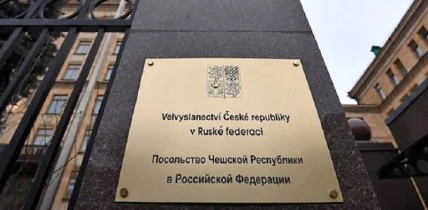 Velvyslanectví České republiky
v Ruské federaci
Посольство Чешской Республики
в Российской Федерации